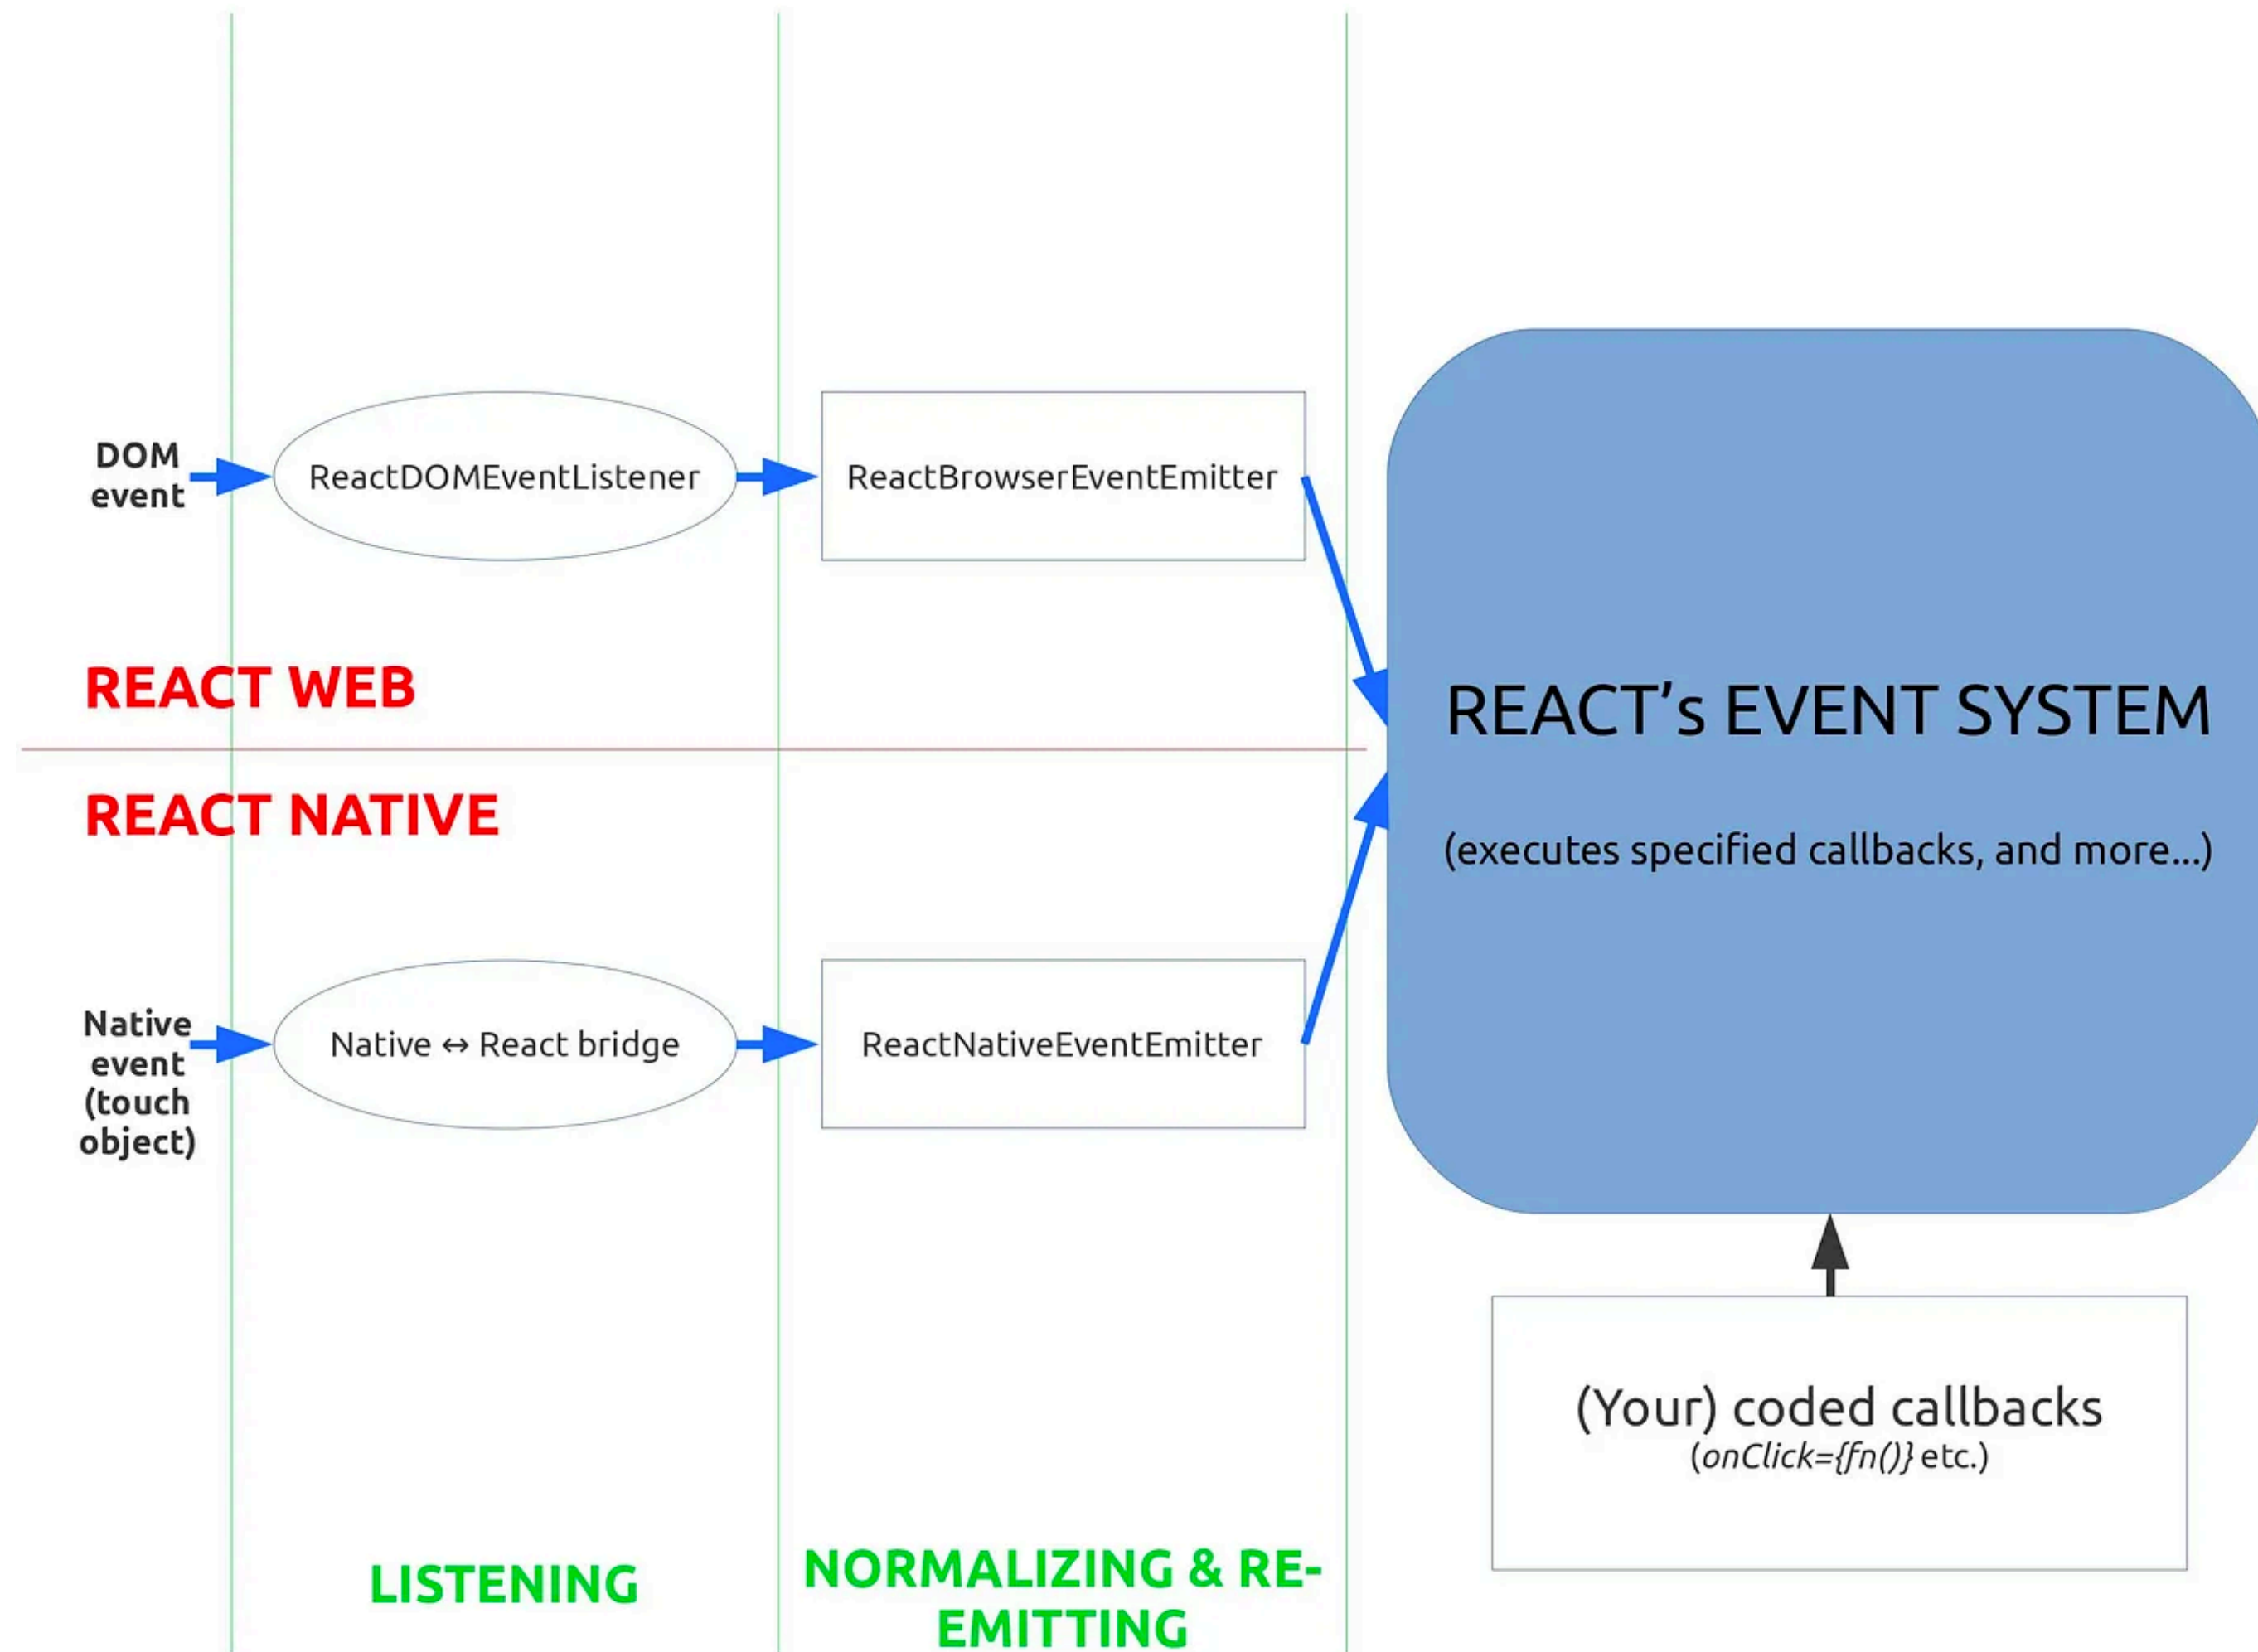 DOM
event
ReactDOMEventListener
ReactBrowserEventEmitter
REACT WEB
REACT NATIVE
Native
event
(touch
object)
Native ↔ React bridge
ReactNativeEventEmitter
REACT’s EVENT SYSTEM
(executes specified callbacks, and more...)
(Your) coded callbacks
(onClick={fn()} etc.)
LISTENING
NORMALIZING & RE-
EMITTING